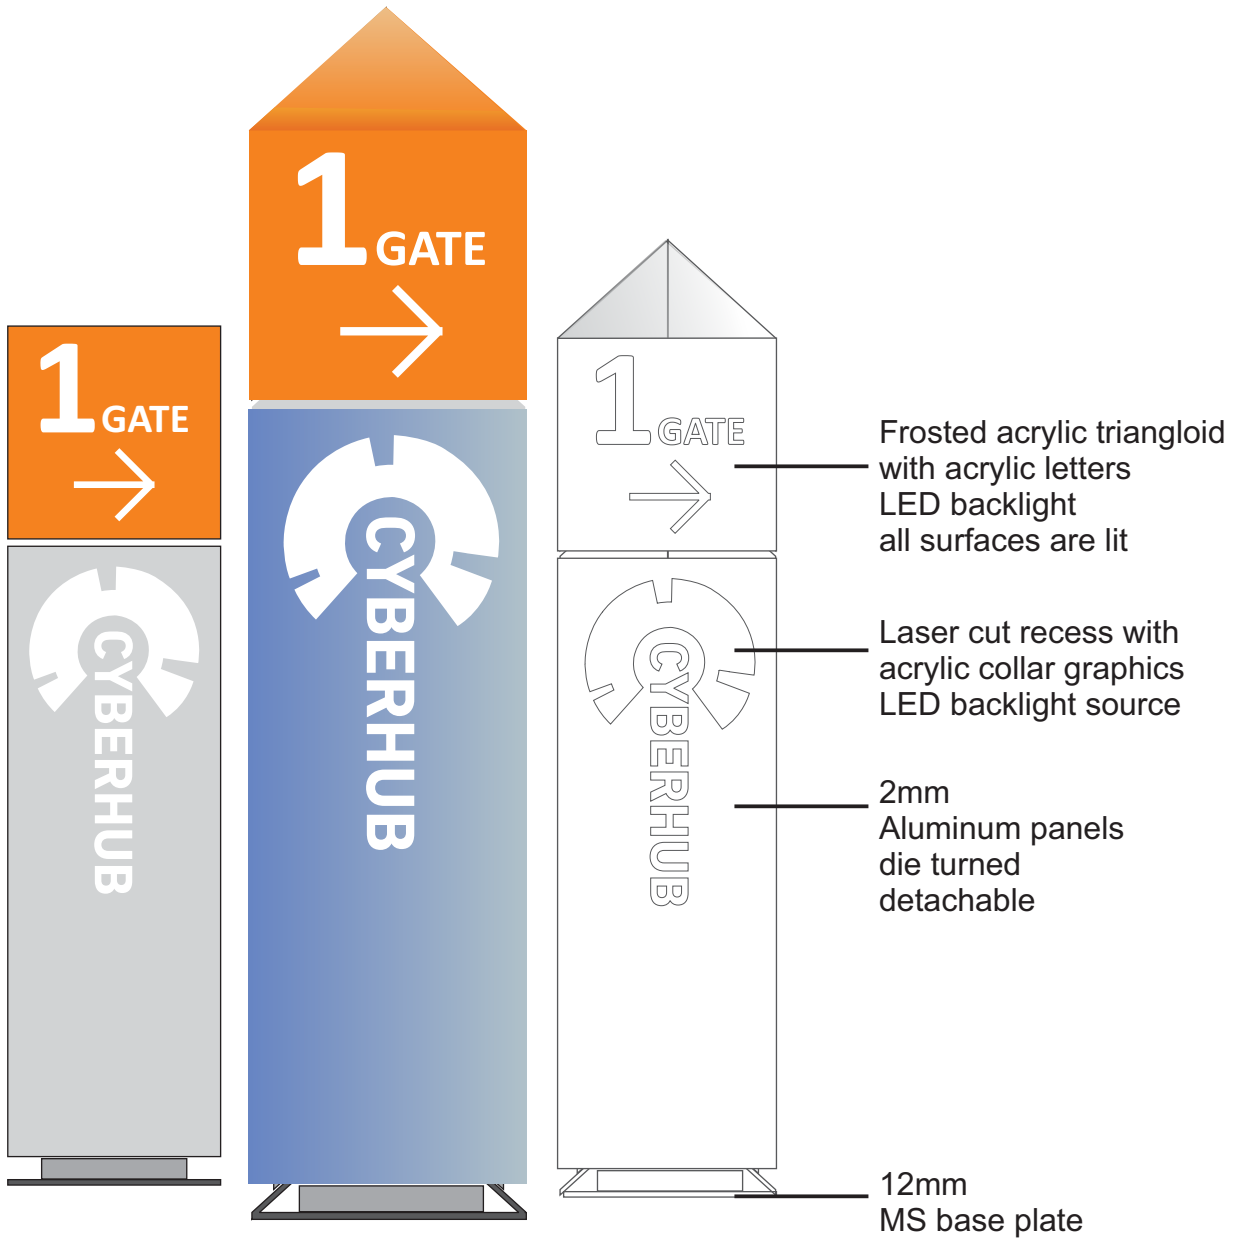 1 GATE
CYBERHUB
1 GATE
CYBERHUB
1 GATE
CYBERHUB
Frosted acrylic triangloid
with acrylic letters
LED backlight
all surfaces are lit
Laser cut recess with
acrylic collar graphics
LED backlight source
2mm
Aluminum panels
die turned
detachable
12mm
MS base plate